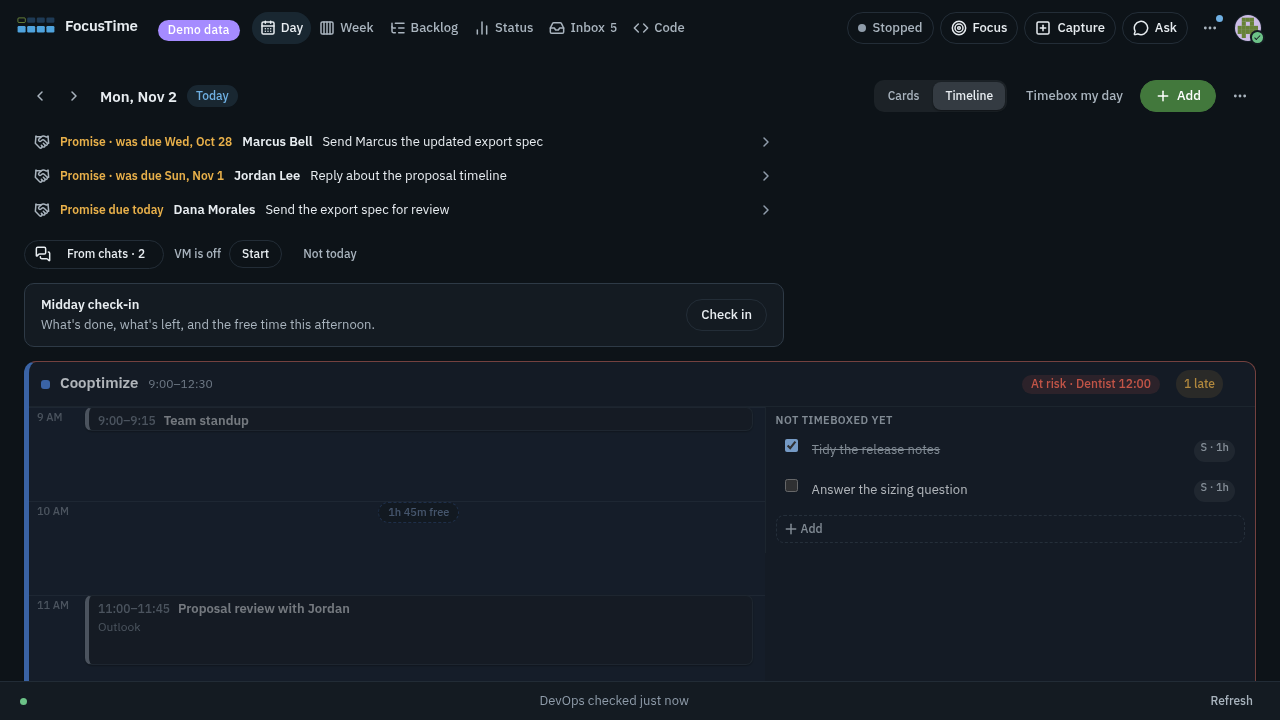 FocusTime Demo data Day Week Backlog Status Inbox 5 Code Stopped Focus Capture Ask
Mon, Nov 2 Today Cards Timeline Timebox my day Add
Promise · was due Wed, Oct 28 Marcus Bell Send Marcus the updated export spec
Promise · was due Sun, Nov 1 Jordan Lee Reply about the proposal timeline
Promise due today Dana Morales Send the export spec for review
From chats · 2 VM is off Start Not today
Midday check-in
What's done, what's left, and the free time this afternoon.
Check in
Cooptimize 9:00–12:30 At risk · Dentist 12:00 1 late
9 AM 9:00–9:15 Team standup
10 AM 1h 45m free
11 AM 11:00–11:45 Proposal review with Jordan
Outlook
NOT TIMEBOXED YET
Tidy the release notes S · 1h
Answer the sizing question S · 1h
Add
DevOps checked just now Refresh